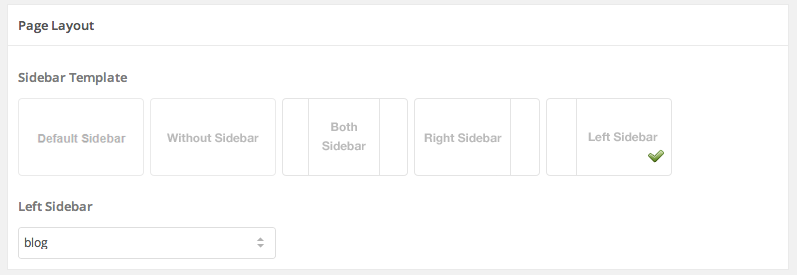 Page Layout
Sidebar Template
Default Sidebar
Without Sidebar
Both
Sidebar
Right Sidebar
Left Sidebar
Left Sidebar
blog